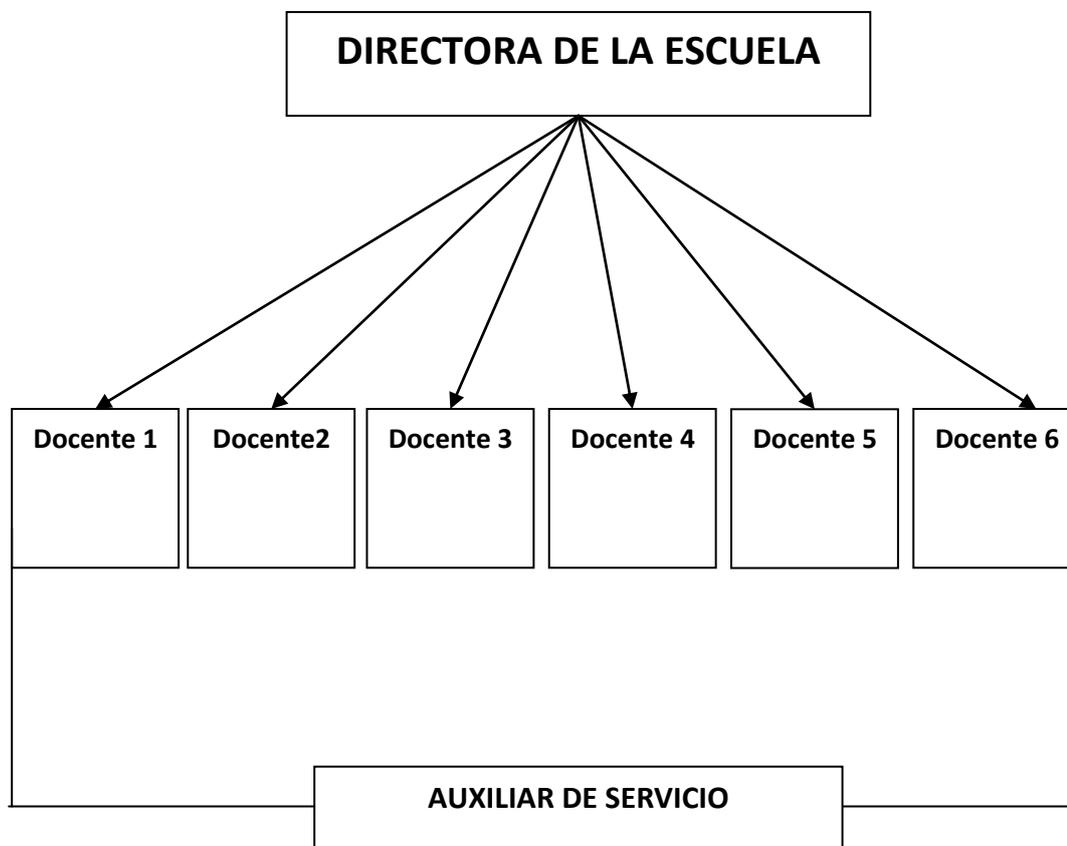 DIRECTORA DE LA ESCUELA
Docente 1
Docente2
Docente 3
Docente 4
Docente 5
Docente 6
AUXILIAR DE SERVICIO